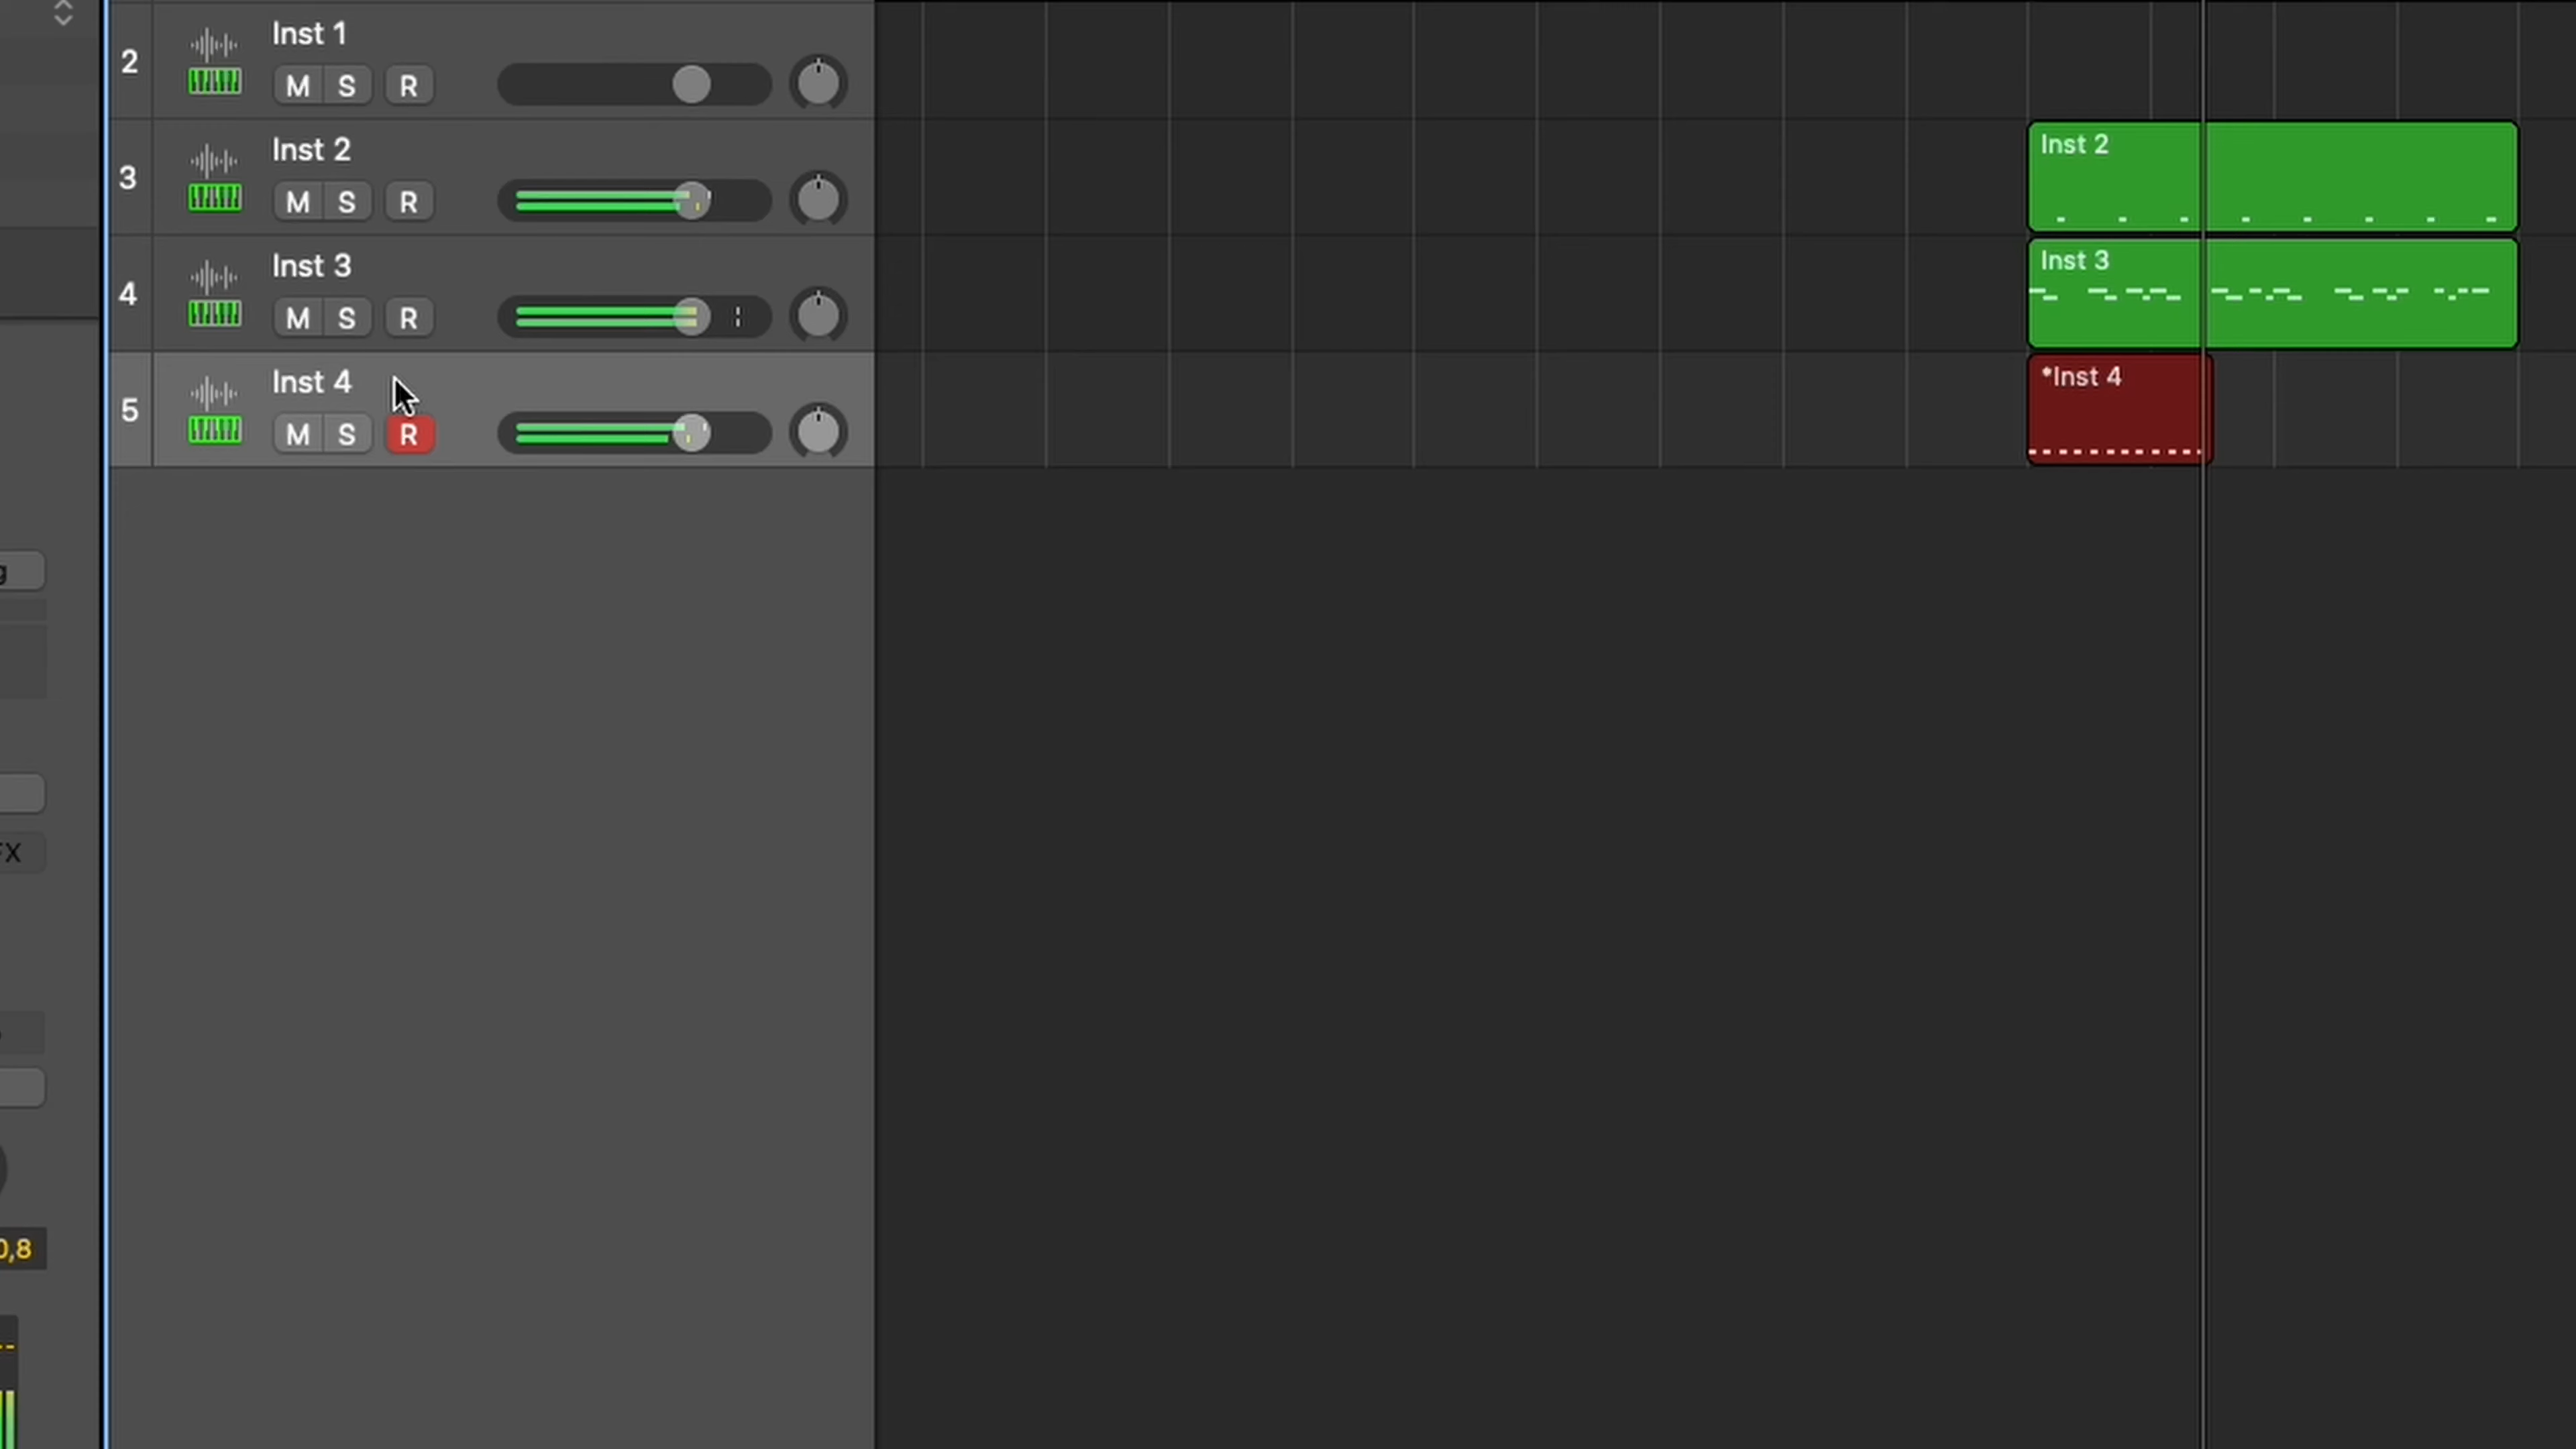 2
Inst 1
M S R
3
Inst 2
M S R
Inst 2
4
Inst 3
M S R
Inst 3
5
Inst 4
M S R
*Inst 4
g
FX
0,8